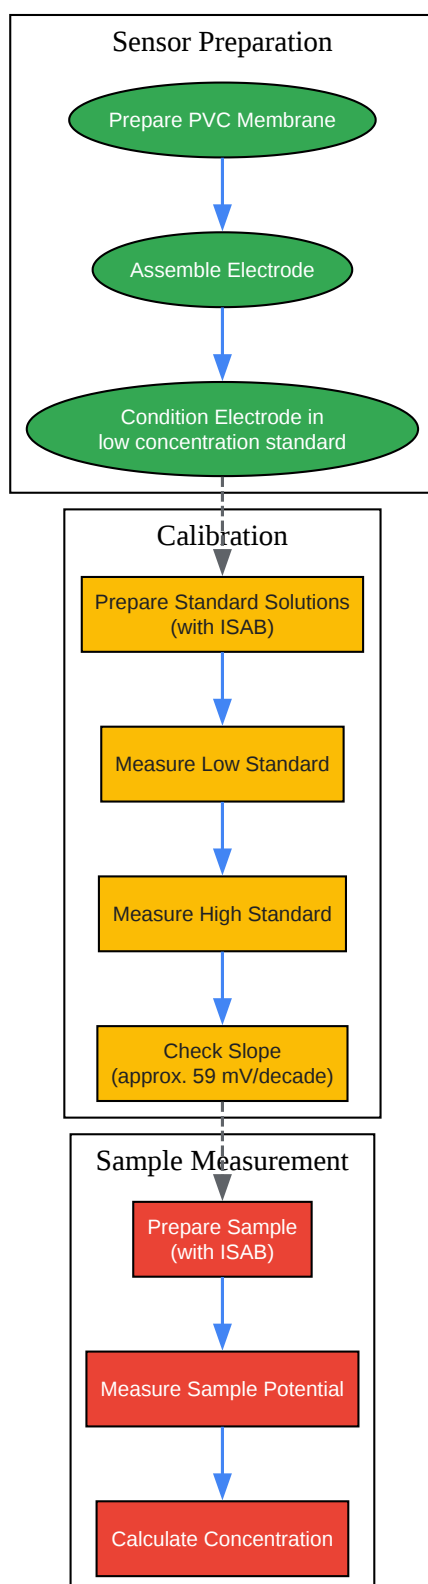 Sensor Preparation
Prepare PVC Membrane
Assemble Electrode
Condition Electrode in
low concentration standard
Calibration
Prepare Standard Solutions
(with ISAB)
Measure Low Standard
Measure High Standard
Check Slope
(approx. 59 mV/decade)
Sample Measurement
Prepare Sample
(with ISAB)
Measure Sample Potential
Calculate Concentration